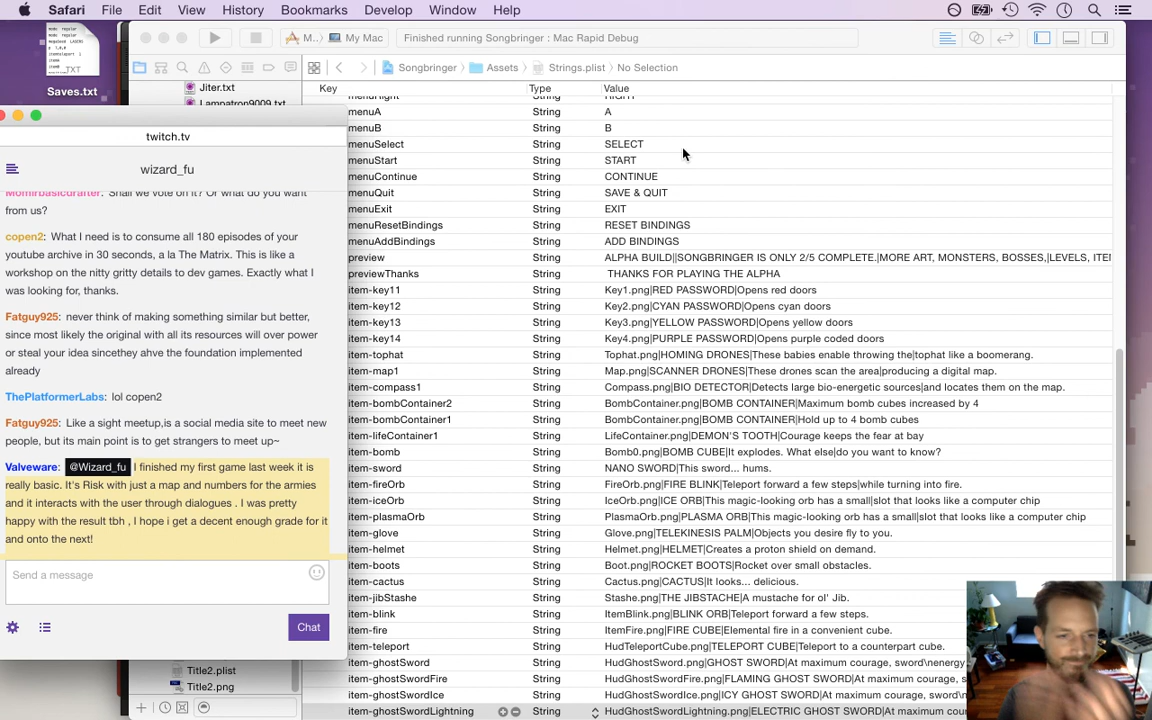 Safari File Edit View History Bookmarks Develop Window Help
Finished running Songbringer : Mac Rapid Debug
M.. My Mac
Songbringer Assets Strings.plist No Selection
TXT
Saves.txt
Jiter.txt
Lampatron9009.txt
Key Type Value
menuRight String RIGHT
menuA String A
menuB String B
menuSelect String SELECT
menuStart String START
menuContinue String CONTINUE
menuQuit String SAVE & QUIT
menuExit String EXIT
menuResetBindings String RESET BINDINGS
menuAddBindings String ADD BINDINGS
preview String ALPHA BUILD||SONGBRINGER IS ONLY 2/5 COMPLETE.|MORE ART, MONSTERS, BOSSES,|LEVELS, ITEM
previewThanks String THANKS FOR PLAYING THE ALPHA
item-key11 String Key1.png|RED PASSWORD|Opens red doors
item-key12 String Key2.png|CYAN PASSWORD|Opens cyan doors
item-key13 String Key3.png|YELLOW PASSWORD|Opens yellow doors
item-key14 String Key4.png|PURPLE PASSWORD|Opens purple coded doors
item-tophat String Tophat.png|HOMING DRONES|These babies enable throwing the|tophat like a boomerang.
item-map1 String Map.png|SCANNER DRONES|These drones scan the area|producing a digital map.
item-compass1 String Compass.png|BIO DETECTOR|Detects large bio-energetic sources|and locates them on the map.
item-bombContainer2 String BombContainer.png|BOMB CONTAINER|Maximum bomb cubes increased by 4
item-bombContainer1 String BombContainer.png|BOMB CONTAINER|Hold up to 4 bomb cubes
item-lifeContainer1 String LifeContainer.png|DEMON'S TOOTH|Courage keeps the fear at bay
item-bomb String Bomb0.png|BOMB CUBE|It explodes. What else|do you want to know?
item-sword String NANO SWORD|This sword... hums.
item-fireOrb String FireOrb.png|FIRE BLINK|Teleport forward a few steps|while turning into fire.
item-iceOrb String IceOrb.png|ICE ORB|This magic-looking orb has a small|slot that looks like a computer chip
item-plasmaOrb String PlasmaOrb.png|PLASMA ORB|This magic-looking orb has a small|slot that looks like a computer chip
item-glove String Glove.png|TELEKINESIS PALM|Objects you desire fly to you.
item-helmet String Helmet.png|HELMET|Creates a proton shield on demand.
item-boots String Boot.png|ROCKET BOOTS|Rocket over small obstacles.
item-cactus String Cactus.png|CACTUS|It looks... delicious.
item-jibStashe String Stashe.png|THE JIBSTACHE|A mustache for ol' Jib.
item-blink String ItemBlink.png|BLINK ORB|Teleport forward a few steps.
item-fire String ItemFire.png|FIRE CUBE|Elemental fire in a convenient cube.
item-teleport String HudTeleportCube.png|TELEPORT CUBE|Teleport to a counterpart cube.
item-ghostSword String HudGhostSword.png|GHOST SWORD|At maximum courage, sword\nenergy
item-ghostSwordFire String HudGhostSwordFire.png|FLAMING GHOST SWORD|At maximum courage, sw
item-ghostSwordIce String HudGhostSwordIce.png|ICY GHOST SWORD|At maximum courage, sword\n
item-ghostSwordLightning String HudGhostSwordLightning.png|ELECTRIC GHOST SWORD|At maximum cou
twitch.tv
wizard_fu
Momirbasicdrafter: Shall we vote on it? Or what do you want
from us?
copen2: What I need is to consume all 180 episodes of your
youtube archive in 30 seconds, a la The Matrix. This is like a
workshop on the nitty gritty details to dev games. Exactly what I
was looking for, thanks.
Fatguy925: never think of making something similar but better,
since most likely the original with all its resources will over power
or steal your idea sincethey ahve the foundation implemented
already
ThePlatformerLabs: lol copen2
Fatguy925: Like a sight meetup,is a social media site to meet new
people, but its main point is to get strangers to meet up~
Valveware: @Wizard_fu I finished my first game last week it is
really basic. It's Risk with just a map and numbers for the armies
and it interacts with the user through dialogues . I was pretty
happy with the result tbh , I hope i get a decent enough grade for it
and onto the next!
Send a message
Chat
Title2.plist
Title2.png